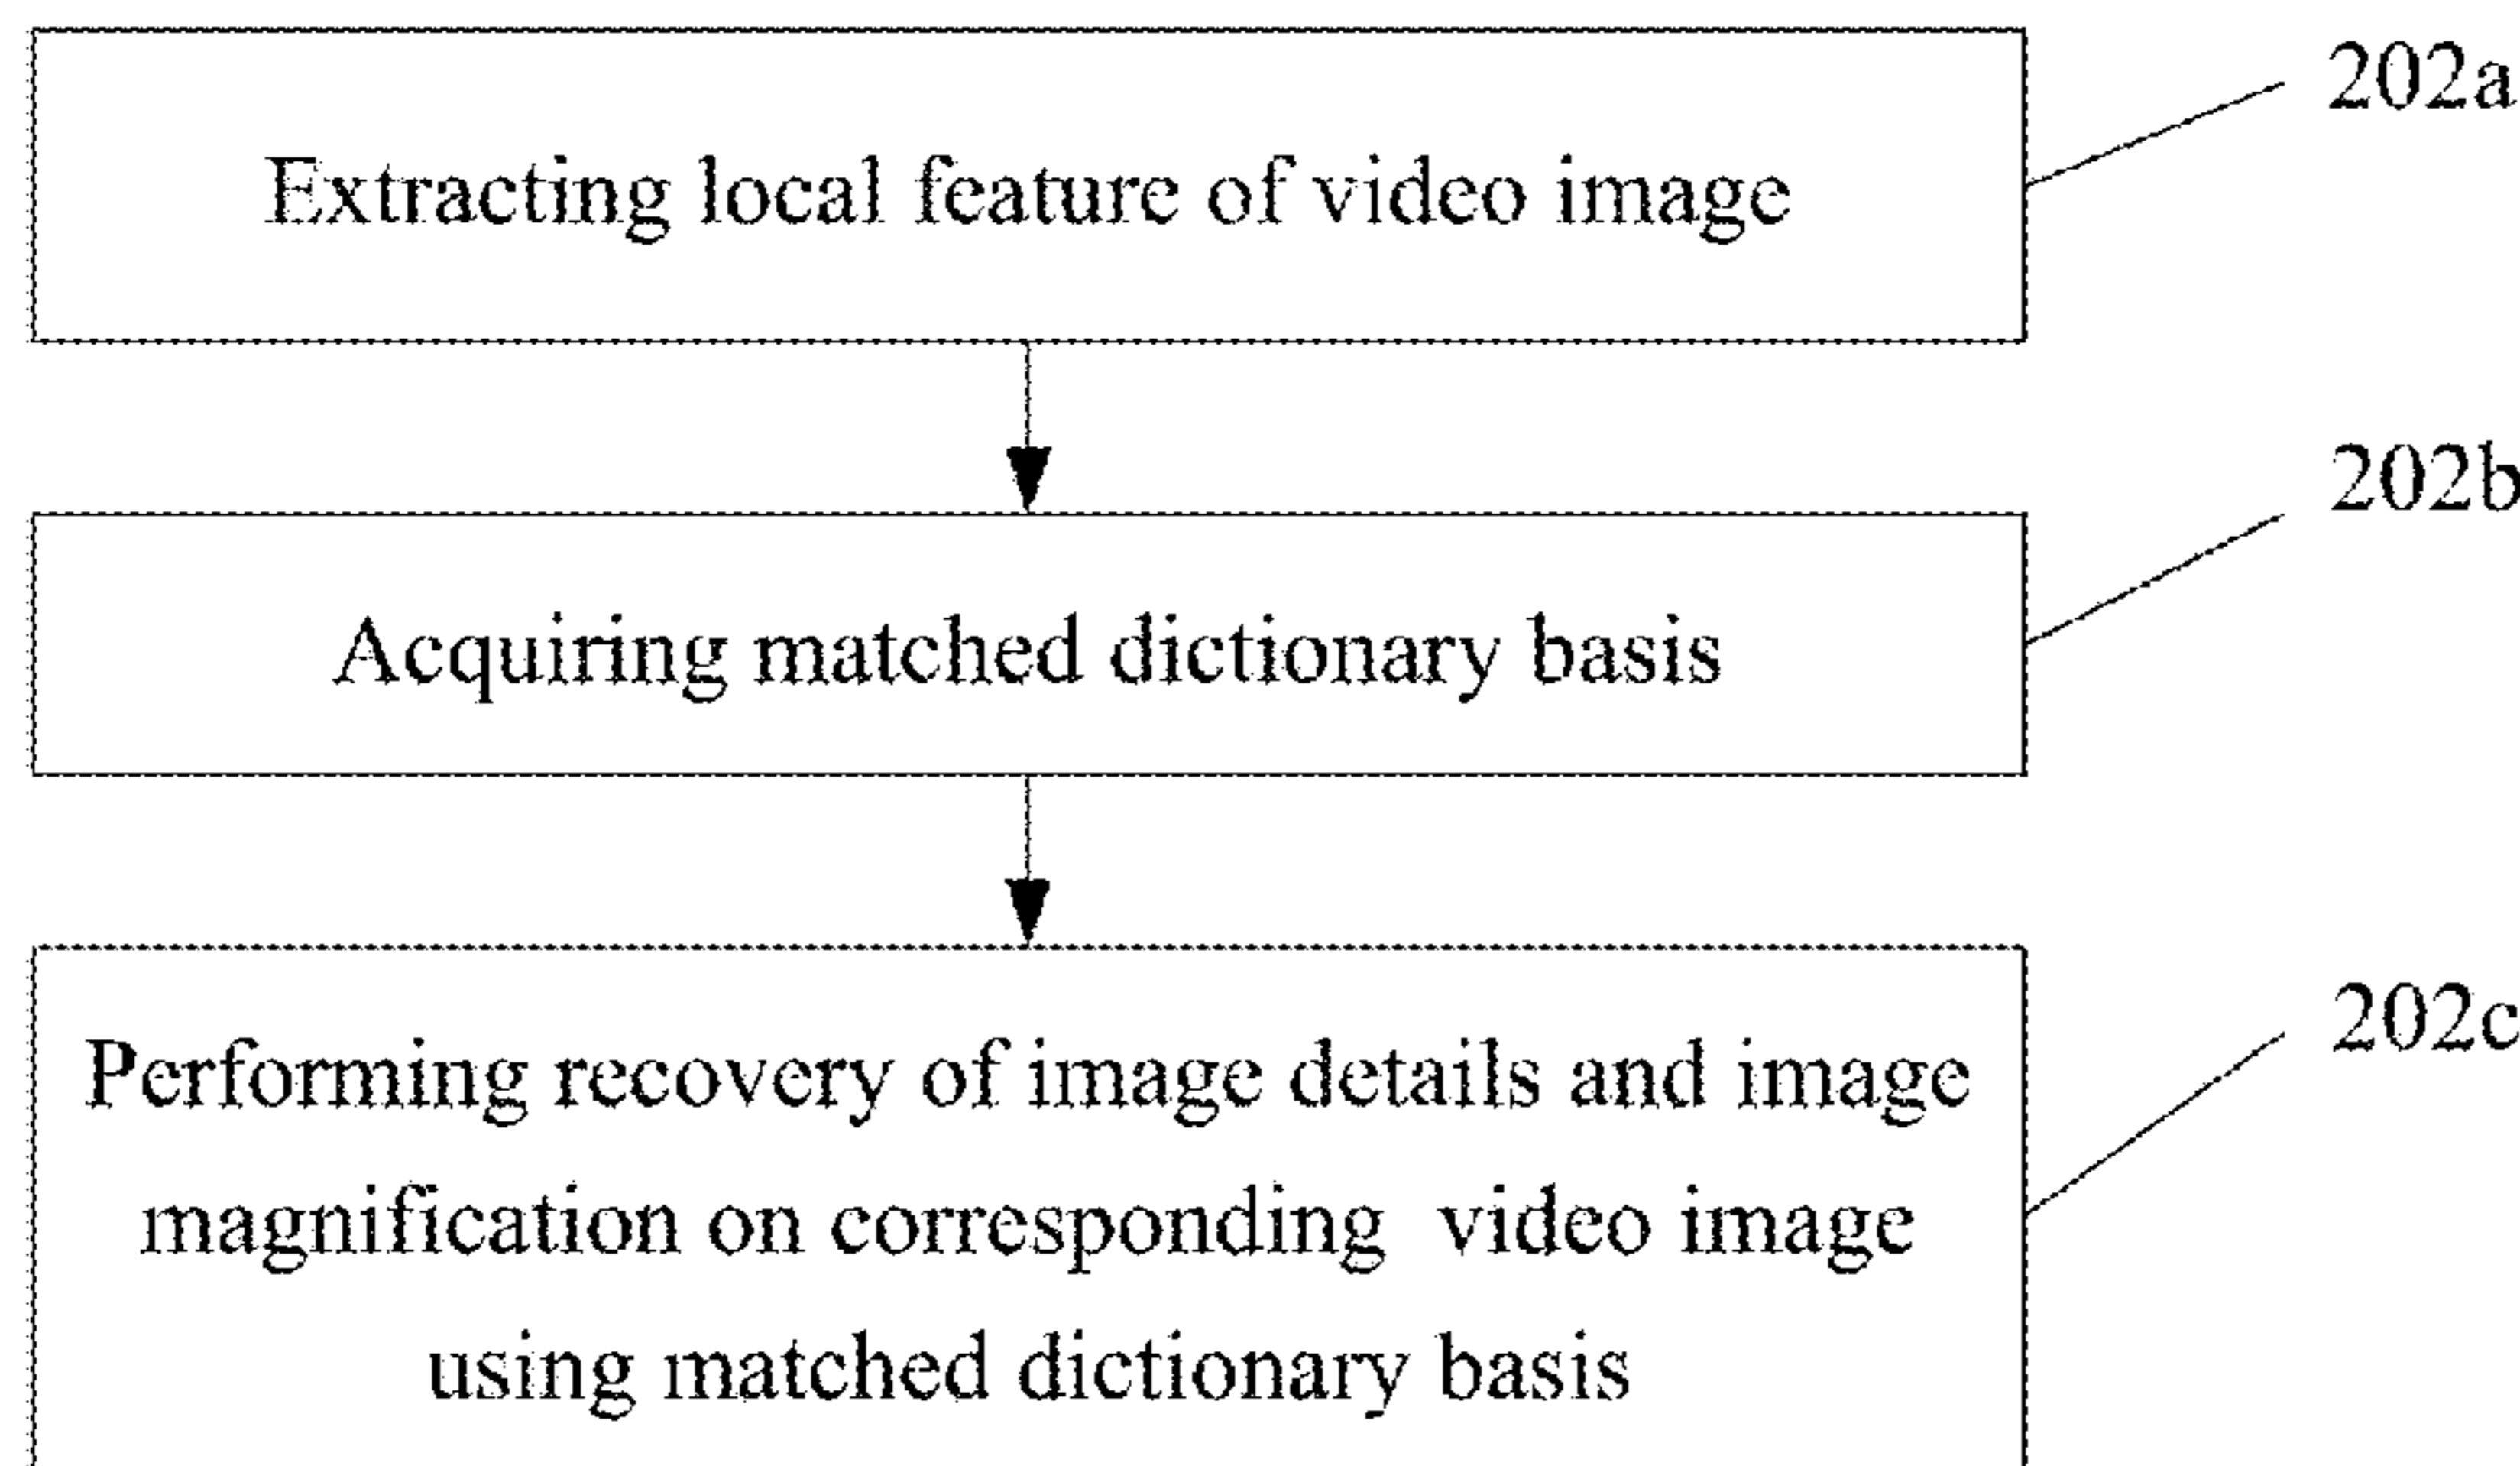 202a
Extracting local feature of video image
202b
Acquiring matched dictionary basis
202c
Performing recovery of image details and image
magnification on corresponding video image
using matched dictionary basis